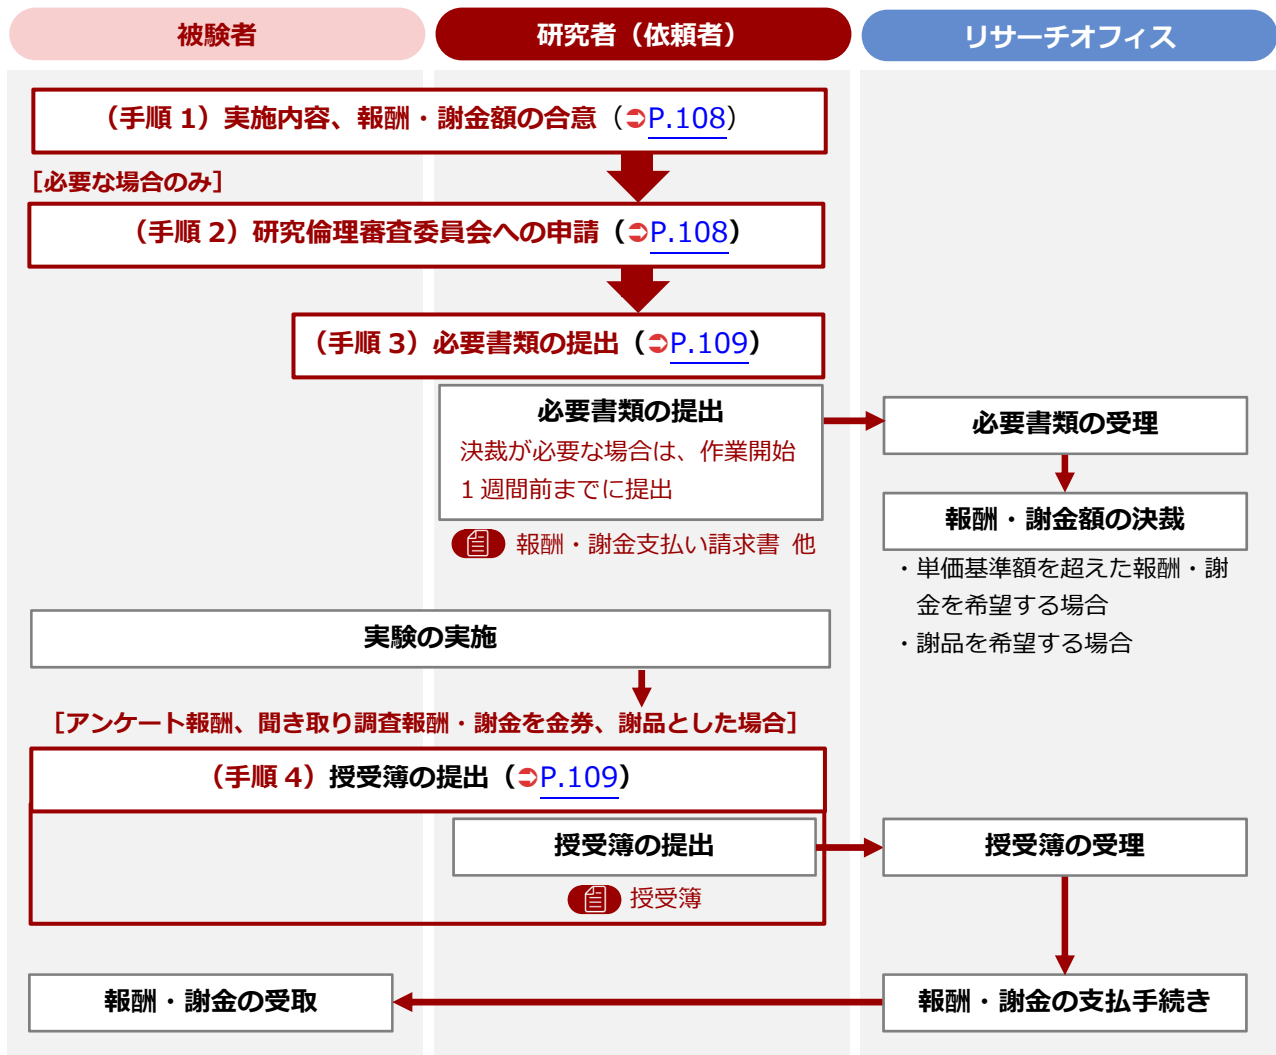 被験者
研究者（依頼者）
リサーチオフィス
（手順 1）実施内容、報酬・謝金額の合意（➲P.108）
［必要な場合のみ］
（手順 2）研究倫理審査委員会への申請（➲P.108）
（手順 3）必要書類の提出（➲P.109）
必要書類の提出
決裁が必要な場合は、作業開始
1 週間前までに提出
報酬・謝金支払い請求書 他
必要書類の受理
報酬・謝金額の決裁
・単価基準額を超えた報酬・謝
金を希望する場合
・謝品を希望する場合
実験の実施
［アンケート報酬、聞き取り調査報酬・謝金を金券、謝品とした場合］
（手順 4）授受簿の提出（➲P.109）
授受簿の提出
授受簿
授受簿の受理
報酬・謝金の受取
報酬・謝金の支払手続き